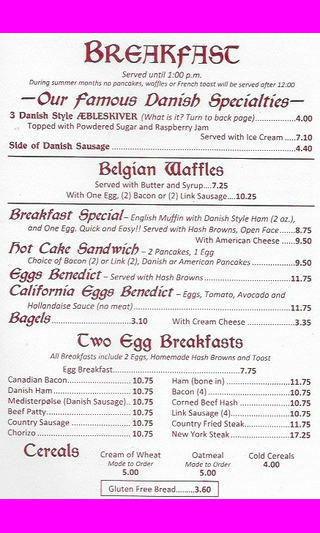 BREAKFAST
Served until 1:00 p.m.
During summer months no pancakes, waffles or French toast will be served after 12:00
—Our Famous Danish Specialties—
3 Danish Style ÆBLESKIVER (What is it? Turn to back page)................4.00
Topped with Powdered Sugar and Raspberry Jam
Served with Ice Cream .....7.10
Side of Danish Sausage ................4.40
Belgian Waffles
Served with Butter and Syrup....7.25
With One Egg, (2) Bacon or (2) Link Sausage....10.25
Breakfast Special – English Muffin with Danish Style Ham (2 oz.),
and One Egg. Quick and Easy!! Served with Hash Browns, Open Face......8.75
With American Cheese .....9.50
Hot Cake Sandwich – 2 Pancakes, 1 Egg
Choice of Bacon (2) or Link (2), Danish or American Pancakes ................9.50
Eggs Benedict – Served with Hash Browns................11.75
California Eggs Benedict – Eggs, Tomato, Avocado and
Hollandaise Sauce (no meat)................11.75
Bagels................3.10 With Cream Cheese ................3.35
Two Egg Breakfasts
All Breakfasts include 2 Eggs, Homemade Hash Browns and Toast
Egg Breakfast................7.75
Canadian Bacon................10.75 Ham (bone in) ................11.75
Danish Ham................10.75 Bacon (4) ................10.75
Medisterpølse (Danish Sausage)..10.75 Corned Beef Hash ................10.75
Beef Patty................10.75 Link Sausage (4)................10.75
Country Sausage ................10.75 Country Fried Steak................11.75
Chorizo ................10.75 New York Steak ................17.25
Cereals Cream of Wheat Oatmeal Cold Cereals
Made to Order Made to Order 4.00
5.00 5.00
Gluten Free Bread.........3.60